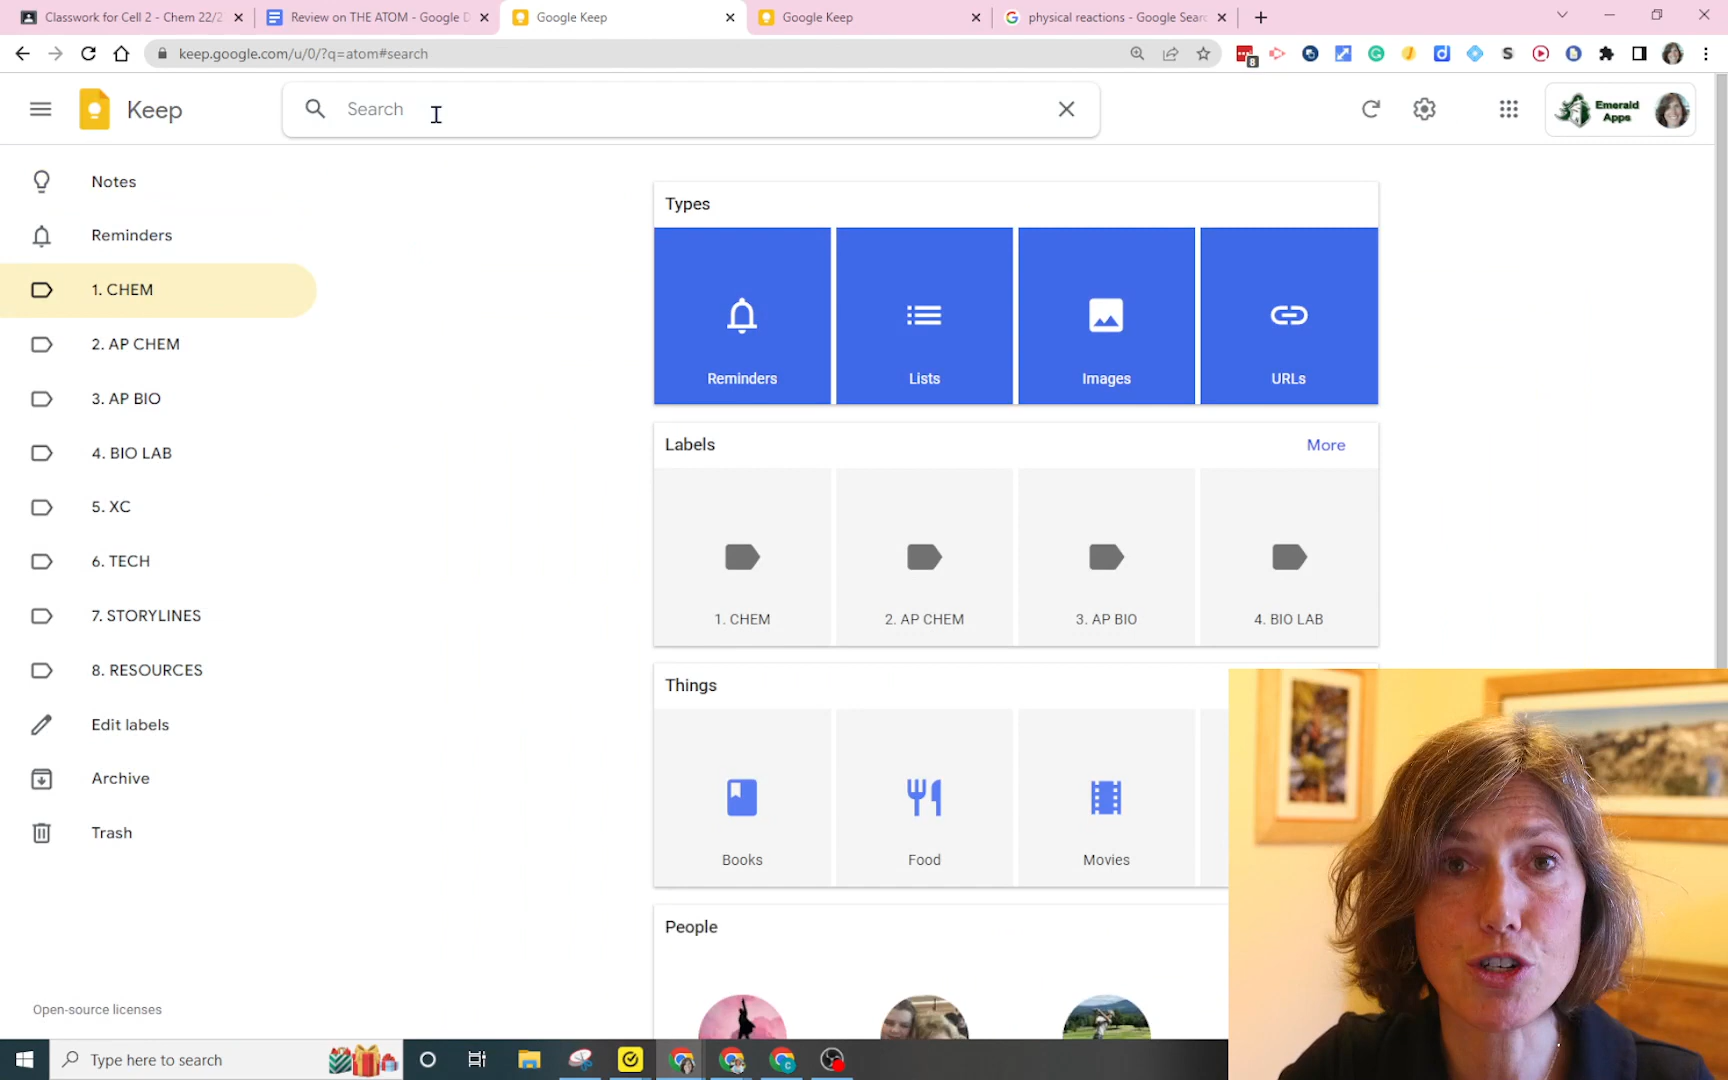 Classwork for Cell 2 - Chem 22/2
Review on THE ATOM - Google D
Google Keep
Google Keep
physical reactions - Google Searc
keep.google.com/u/0/?q=atom#search
8
Keep
Search
Emerald
Apps
Notes
Reminders
1. CHEM
2. AP CHEM
3. AP BIO
4. BIO LAB
5. XC
6. TECH
7. STORYLINES
8. RESOURCES
Edit labels
Archive
Trash
Open-source licenses
Types
Reminders
Lists
Images
URLs
Labels
More
1. CHEM
2. AP CHEM
3. AP BIO
4. BIO LAB
Things
Books
Food
Movies
People
Type here to search